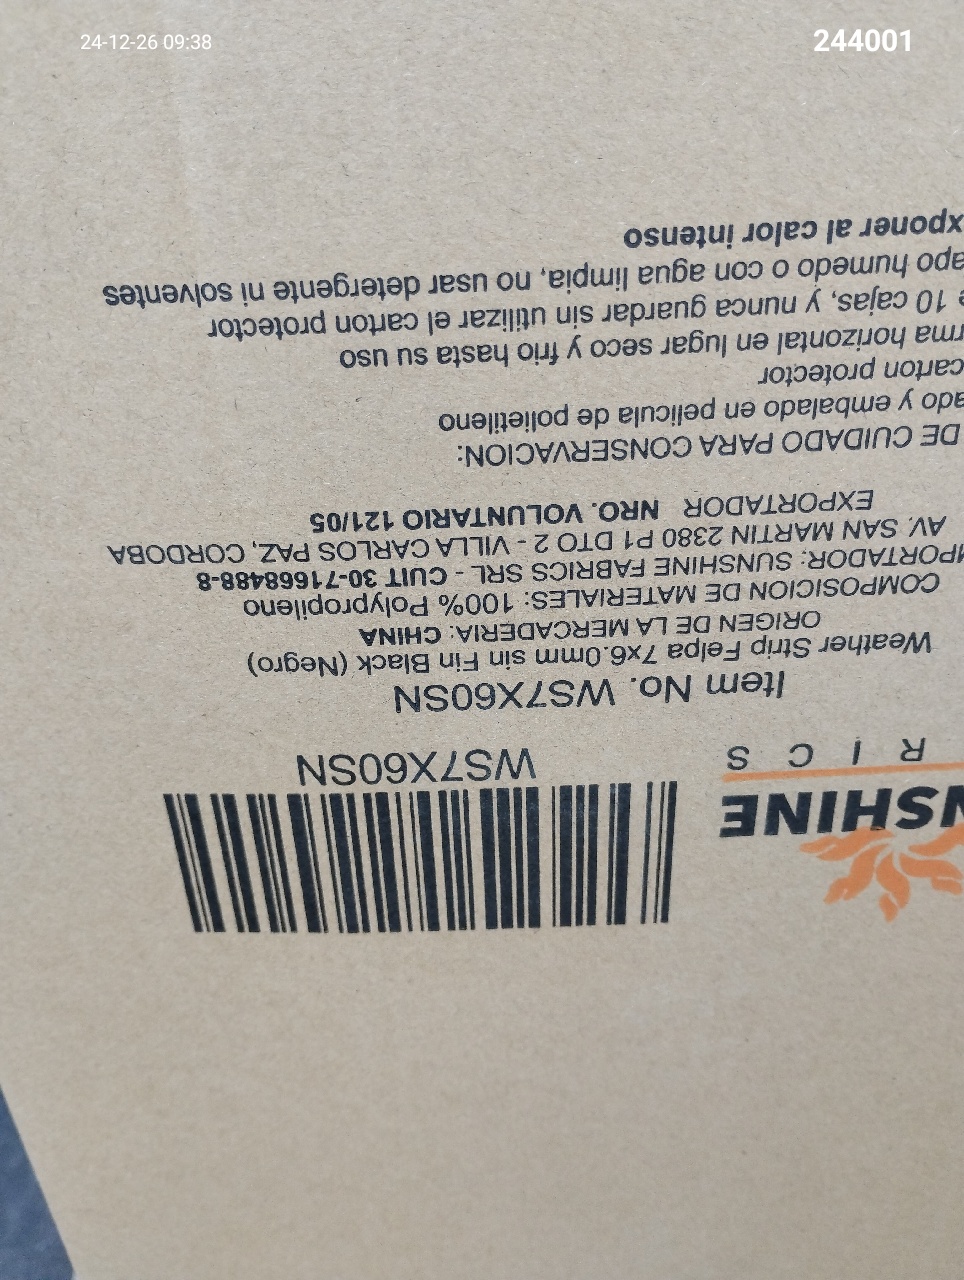 24-12-26 09:38
244001
NSHINE
RICS
WS7X60SN
Item No. WS7X60SN
Weather Strip Felpa 7x6.0mm sin Fin Black (Negro)
ORIGEN DE LA MERCADERIA: CHINA
COMPOSICION DE MATERIALES: 100% Polypropileno
MPORTADOR: SUNSHINE FABRICS SRL - CUIT 30-71668488-8
AV. SAN MARTIN 2380 P1 DTO 2 - VILLA CARLOS PAZ, CORDOBA
EXPORTADOR NRO. VOLUNTARIO 121/05
DE CUIDADO PARA CONSERVACION:
ado y embalado en pelicula de polietileno
carton protector
rma horizontal en lugar seco y frio hasta su uso
e 10 cajas, y nunca guardar sin utilizar el carton protector
apo humedo o con agua limpia, no usar detergente ni solventes
xponer al calor intenso